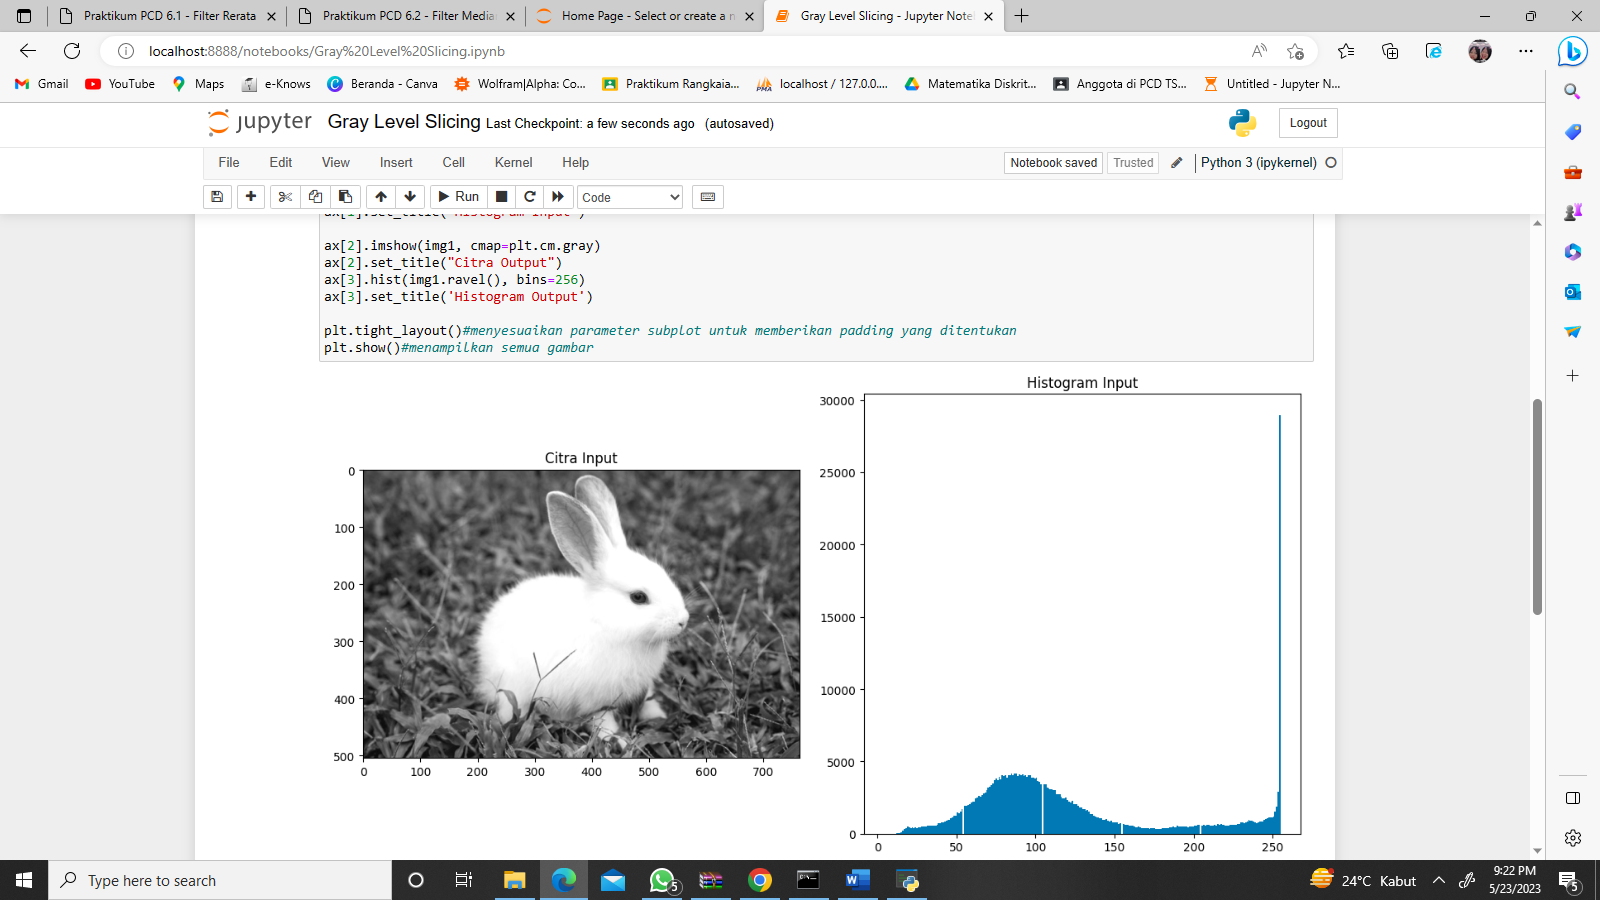 Praktikum PCD 6.1 - Filter Rerata
Praktikum PCD 6.2 - Filter Media
Home Page - Select or create a n
Gray Level Slicing - Jupyter Note
localhost:8888/notebooks/Gray%20Level%20Slicing.ipynb
Gmail
YouTube
Maps
e-Knows
Beranda - Canva
Wolfram|Alpha: Co...
Praktikum Rangkaia...
localhost / 127.0.0....
Matematika Diskrit...
Anggota di PCD TS...
Untitled - Jupyter N...
jupyter Gray Level Slicing Last Checkpoint: a few seconds ago (autosaved)
Logout
File Edit View Insert Cell Kernel Help
Notebook saved
Trusted
Python 3 (ipykernel)
Run
Code
ax[1].set_title('Histogram Input')
ax[2].imshow(img1, cmap=plt.cm.gray)
ax[2].set_title("Citra Output")
ax[3].hist(img1.ravel(), bins=256)
ax[3].set_title('Histogram Output')
plt.tight_layout()#menyesuaikan parameter subplot untuk memberikan padding yang ditentukan
plt.show()#menampilkan semua gambar
Citra Input
0
100
200
300
400
500
0 100 200 300 400 500 600 700
Histogram Input
30000
25000
20000
15000
10000
5000
0
0 50 100 150 200 250
Type here to search
5
24°C Kabut
9:22 PM
5/23/2023
5